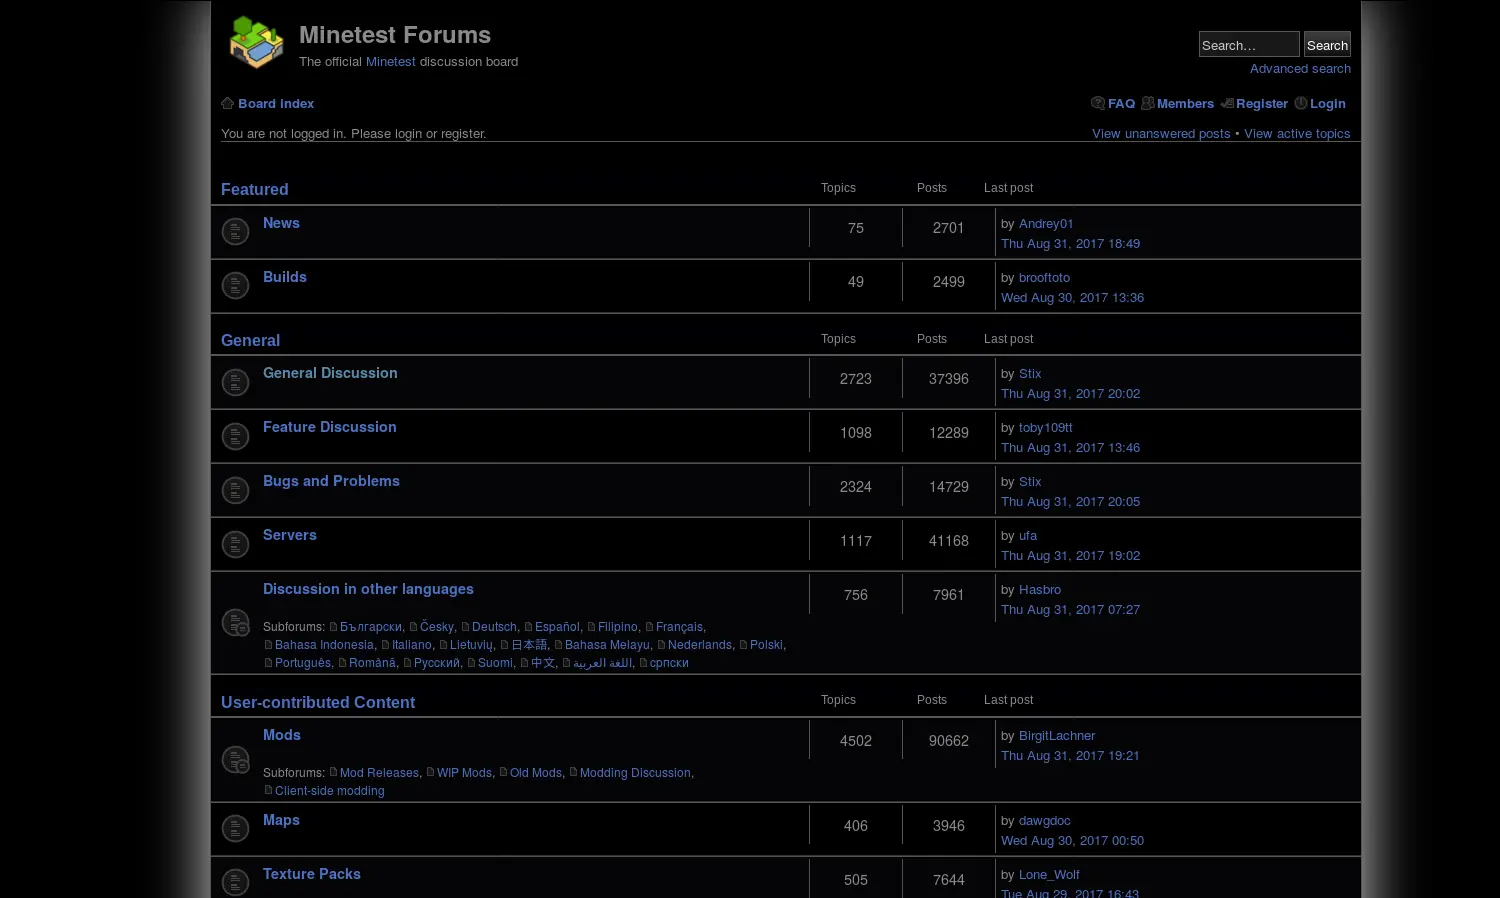 Minetest Forums
The official Minetest discussion board
Search…
Search
Advanced search
Board index
FAQ Members Register Login
You are not logged in. Please login or register.
View unanswered posts • View active topics
Featured Topics Posts Last post
News 75 2701 by Andrey01
Thu Aug 31, 2017 18:49
Builds 49 2499 by brooftoto
Wed Aug 30, 2017 13:36
General Topics Posts Last post
General Discussion 2723 37396 by Stix
Thu Aug 31, 2017 20:02
Feature Discussion 1098 12289 by toby109tt
Thu Aug 31, 2017 13:46
Bugs and Problems 2324 14729 by Stix
Thu Aug 31, 2017 20:05
Servers 1117 41168 by ufa
Thu Aug 31, 2017 19:02
Discussion in other languages 756 7961 by Hasbro
Thu Aug 31, 2017 07:27
Subforums: Български, Česky, Deutsch, Español, Filipino, Français,
Bahasa Indonesia, Italiano, Lietuvių, 日本語, Bahasa Melayu, Nederlands, Polski,
Português, Română, Русский, Suomi, 中文, اللغة العربية, српски
User-contributed Content Topics Posts Last post
Mods 4502 90662 by BirgitLachner
Thu Aug 31, 2017 19:21
Subforums: Mod Releases, WIP Mods, Old Mods, Modding Discussion,
Client-side modding
Maps 406 3946 by dawgdoc
Wed Aug 30, 2017 00:50
Texture Packs 505 7644 by Lone_Wolf
Tue Aug 29, 2017 16:43